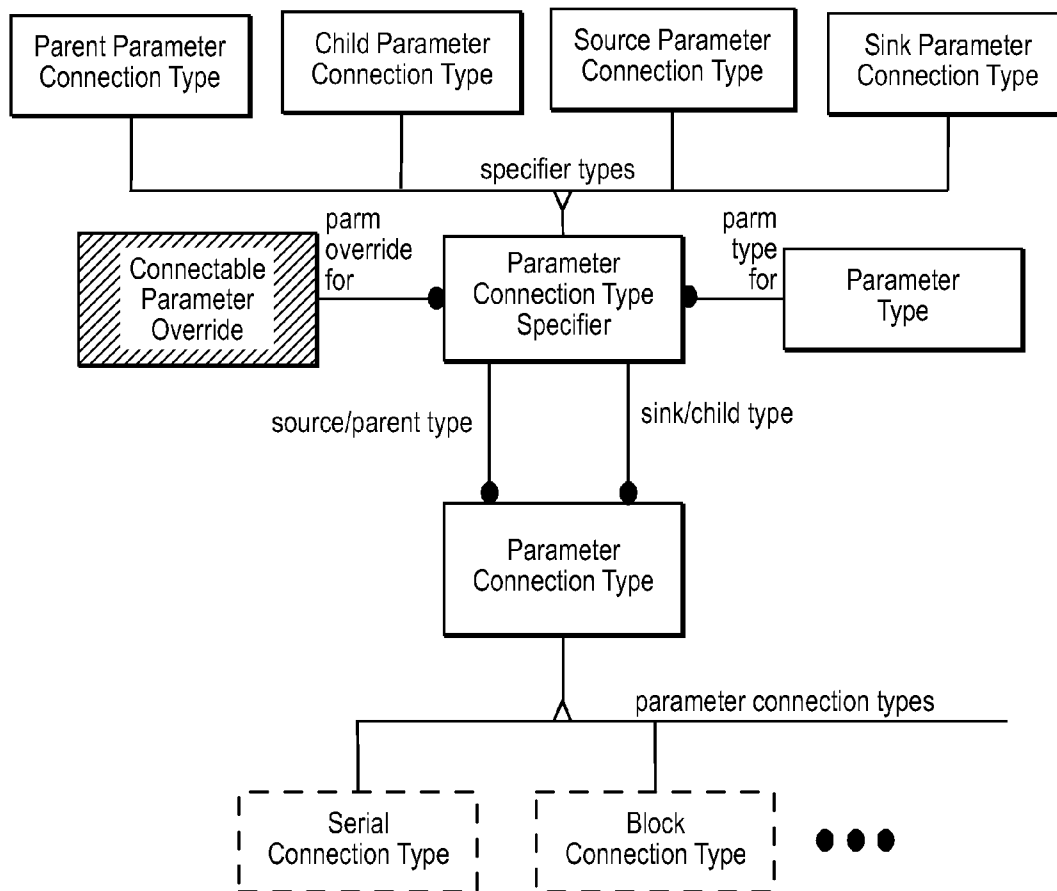 Parent Parameter
Connection Type
Child Parameter
Connection Type
Source Parameter
Connection Type
Sink Parameter
Connection Type
specifier types
Connectable
Parameter
Override
parm
override
for
Parameter
Connection Type
Specifier
parm
type
for
Parameter
Type
source/parent type
sink/child type
Parameter
Connection Type
parameter connection types
Serial
Connection Type
Block
Connection Type